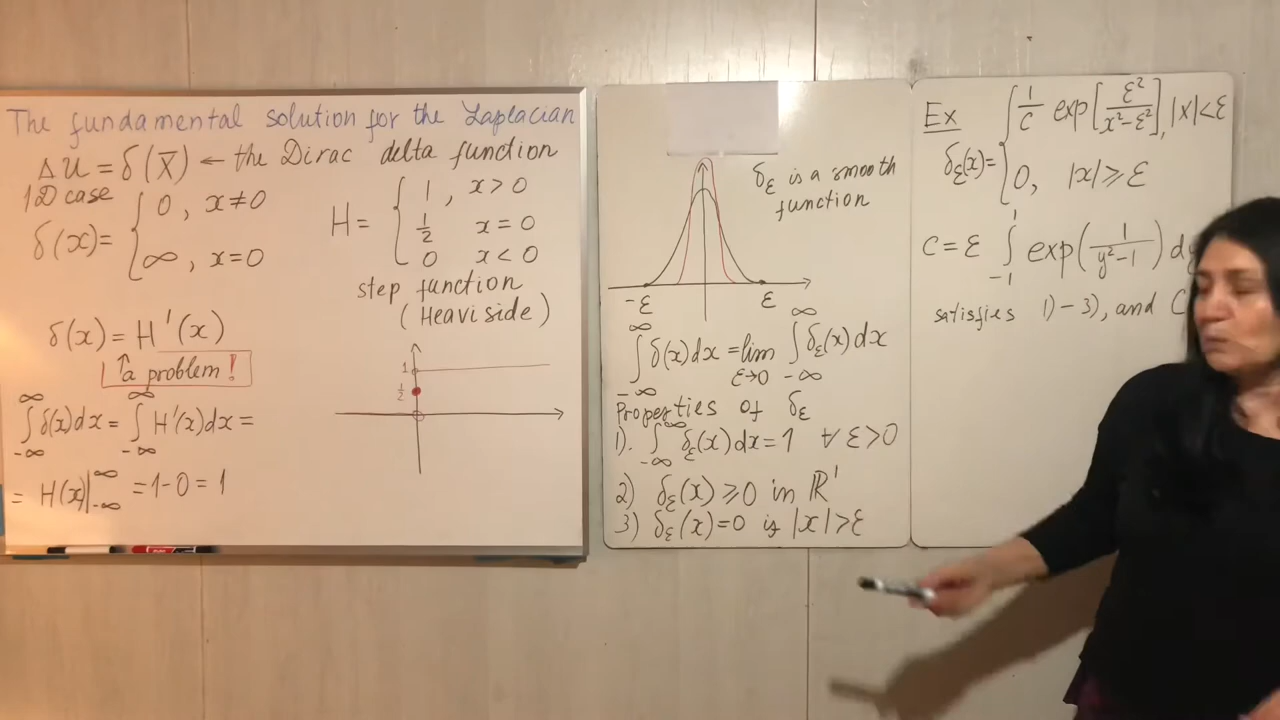 The fundamental solution for the Laplacian
Δu = δ(x̄) ← the Dirac delta function
1D case
δ(x)= { 0, x≠0
∞, x=0
H = { 1, x>0
1/2 x=0
0 x<0
step function
(Heaviside)
δ(x) = H'(x)
↑ a problem!
∫_{-∞}^{∞} δ(x)dx = ∫_{-∞}^{∞} H'(x)dx =
= H(x)|_{-∞}^{∞} = 1-0 = 1
1
1/2
δ_ε is a smooth
function
-ε ε
∫_{-∞}^{∞} δ(x)dx = lim_{ε→0} ∫_{-∞}^{∞} δ_ε(x)dx
Properties of δ_ε
1). ∫_{-∞}^{∞} δ_ε(x)dx = 1 ∀ ε>0
2) δ_ε(x) ≥ 0 in ℝ¹
3) δ_ε(x)=0 if |x|>ε
Ex
δ_ε(x)= { 1/C exp[ε²/(x²-ε²)], |x|<ε
0, |x|≥ε
C = ε ∫_{-1}^{1} exp(1/(y²-1)) dy
satisfies 1)-3), and C